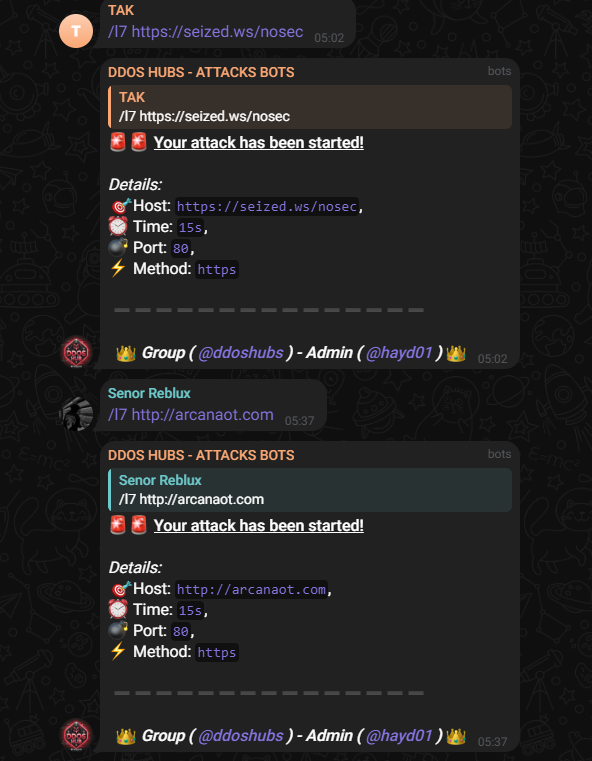 TAK
/l7 https://seized.ws/nosec 05:02
DDOS HUBS - ATTACKS BOTS bots
TAK
/l7 https://seized.ws/nosec
🚨🚨 Your attack has been started!
Details:
🎯Host: https://seized.ws/nosec,
⏰ Time: 15s,
💣 Port: 80,
⚡ Method: https
— — — — — — — — — — — — — — —
👑 Group ( @ddoshubs ) - Admin ( @hayd01 ) 👑 05:02
Senor Reblux
/l7 http://arcanaot.com 05:37
DDOS HUBS - ATTACKS BOTS bots
Senor Reblux
/l7 http://arcanaot.com
🚨🚨 Your attack has been started!
Details:
🎯Host: http://arcanaot.com,
⏰ Time: 15s,
💣 Port: 80,
⚡ Method: https
— — — — — — — — — — — — — — —
👑 Group ( @ddoshubs ) - Admin ( @hayd01 ) 👑 05:37